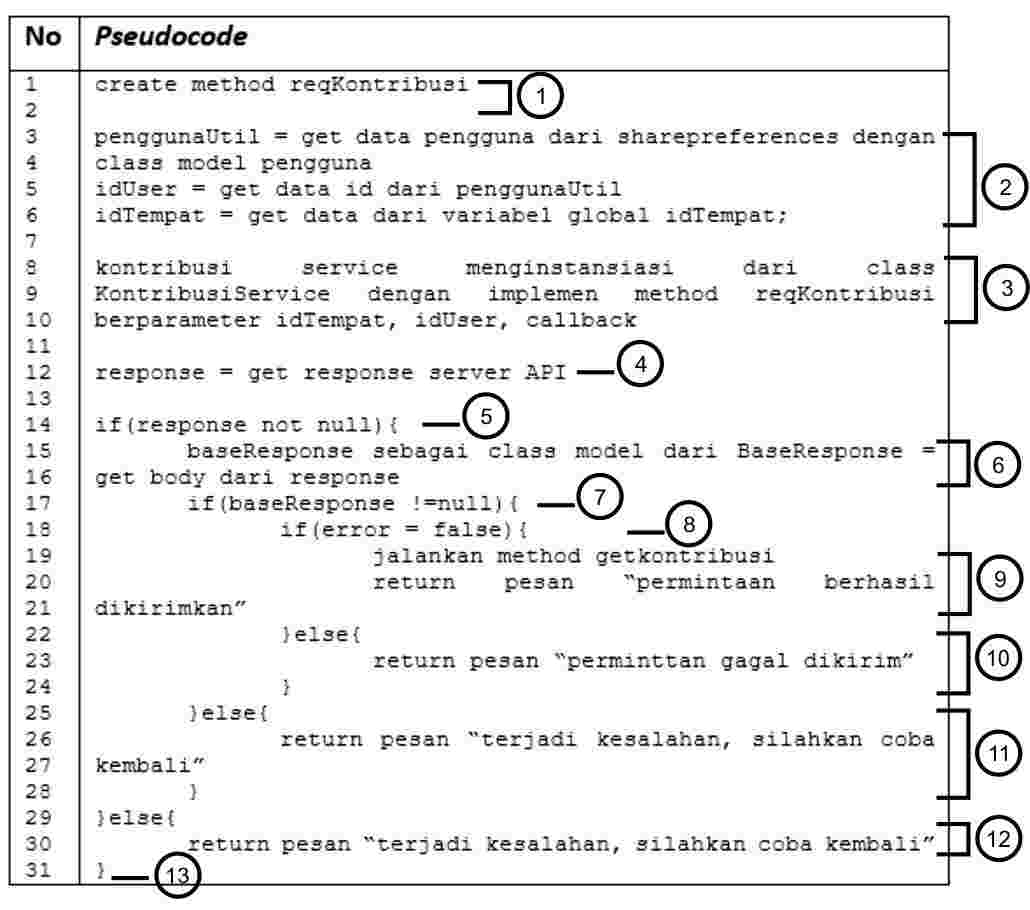 No Pseudocode
1 create method reqKontribusi 1
2
3 penggunaUtil = get data pengguna dari sharepreferences dengan
4 class model pengguna 2
5 idUser = get data id dari penggunaUtil
6 idTempat = get data dari variabel global idTempat;
7
8 kontribusi service menginstansiasi dari class
9 KontribusiService dengan implemen method reqKontribusi 3
10 berparameter idTempat, idUser, callback
11
12 response = get response server API 4
13
14 if(response not null){ 5
15 baseResponse sebagai class model dari BaseResponse =
16 get body dari response 6
17 if(baseResponse !=null){ 7
18 if(error = false){ 8
19 jalankan method getkontribusi
20 return pesan “permintaan berhasil 9
21 dikirimkan”
22 }else{
23 return pesan “perminttan gagal dikirim” 10
24 }
25 }else{
26 return pesan “terjadi kesalahan, silahkan coba 11
27 kembali”
28 }
29 }else{
30 return pesan “terjadi kesalahan, silahkan coba kembali” 12
31 } 13